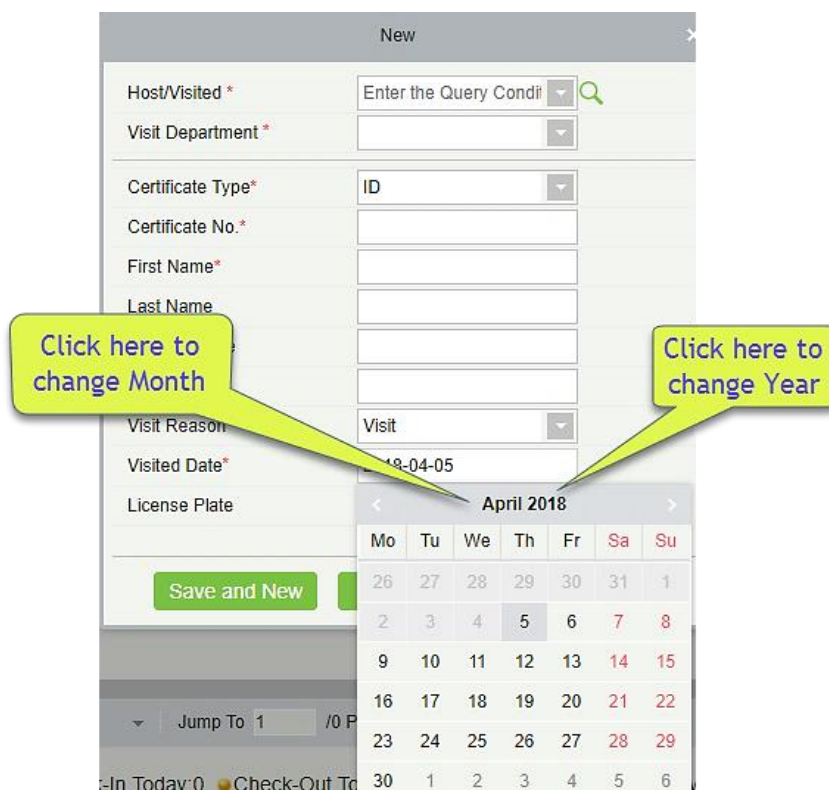 New
Host/Visited *
Enter the Query Condit
Visit Department *
Certificate Type*
ID
Certificate No.*
First Name*
Last Name
Click here to
change Month
Click here to
change Year
Visit Reason
Visit
Visited Date*
-04-05
License Plate
April 2018
Mo Tu We Th Fr Sa Su
26 27 28 29 30 31 1
2 3 4 5 6 7 8
9 10 11 12 13 14 15
16 17 18 19 20 21 22
23 24 25 26 27 28 29
30 1 2 3 4 5 6
Save and New
Jump To 1 /0 P
-In Today:0 Check-Out To